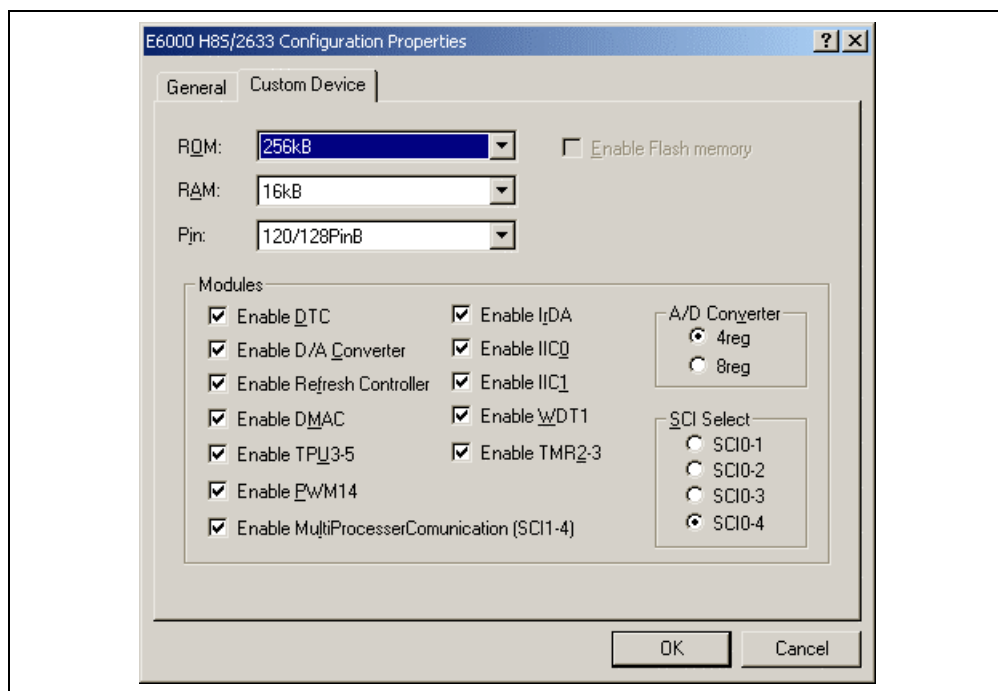 E6000 H8S/2633 Configuration Properties
General
Custom Device
ROM:
256kB
Enable Flash memory
RAM:
16kB
Pin:
120/128PinB
Modules
Enable DTC
Enable D/A Converter
Enable Refresh Controller
Enable DMAC
Enable TPU3-5
Enable PWM14
Enable MultiProcesserComunication (SCI1-4)
Enable IrDA
Enable IIC0
Enable IIC1
Enable WDT1
Enable TMR2-3
A/D Converter
4reg
8reg
SCI Select
SCI0-1
SCI0-2
SCI0-3
SCI0-4
OK
Cancel